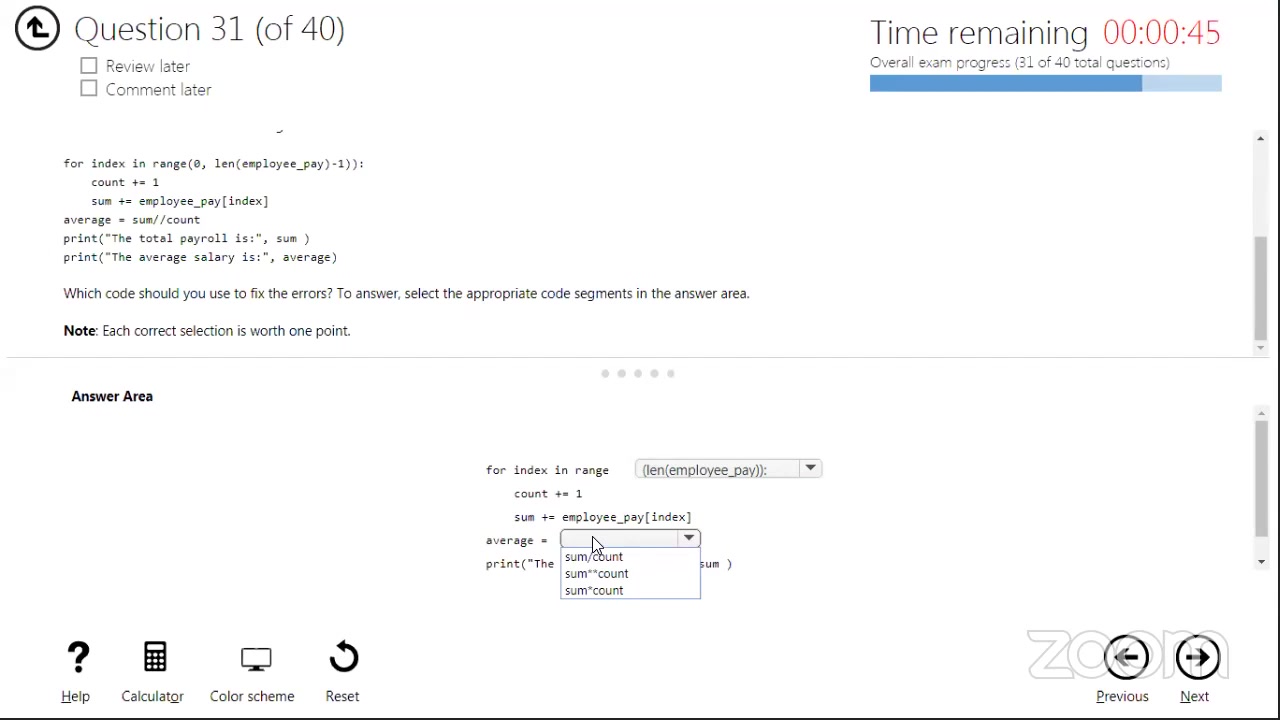 Question 31 (of 40)
Time remaining 00:00:45
Review later
Overall exam progress (31 of 40 total questions)
Comment later
for index in range(0, len(employee_pay)-1)):
count += 1
sum += employee_pay[index]
average = sum//count
print("The total payroll is:", sum )
print("The average salary is:", average)
Which code should you use to fix the errors? To answer, select the appropriate code segments in the answer area.
Note: Each correct selection is worth one point.
Answer Area
for index in range (len(employee_pay)):
count += 1
sum += employee_pay[index]
average =
sum/count
print("The sum )
sum**count
sum*count
zoom
? Help
Calculator
Color scheme
Reset
Previous
Next